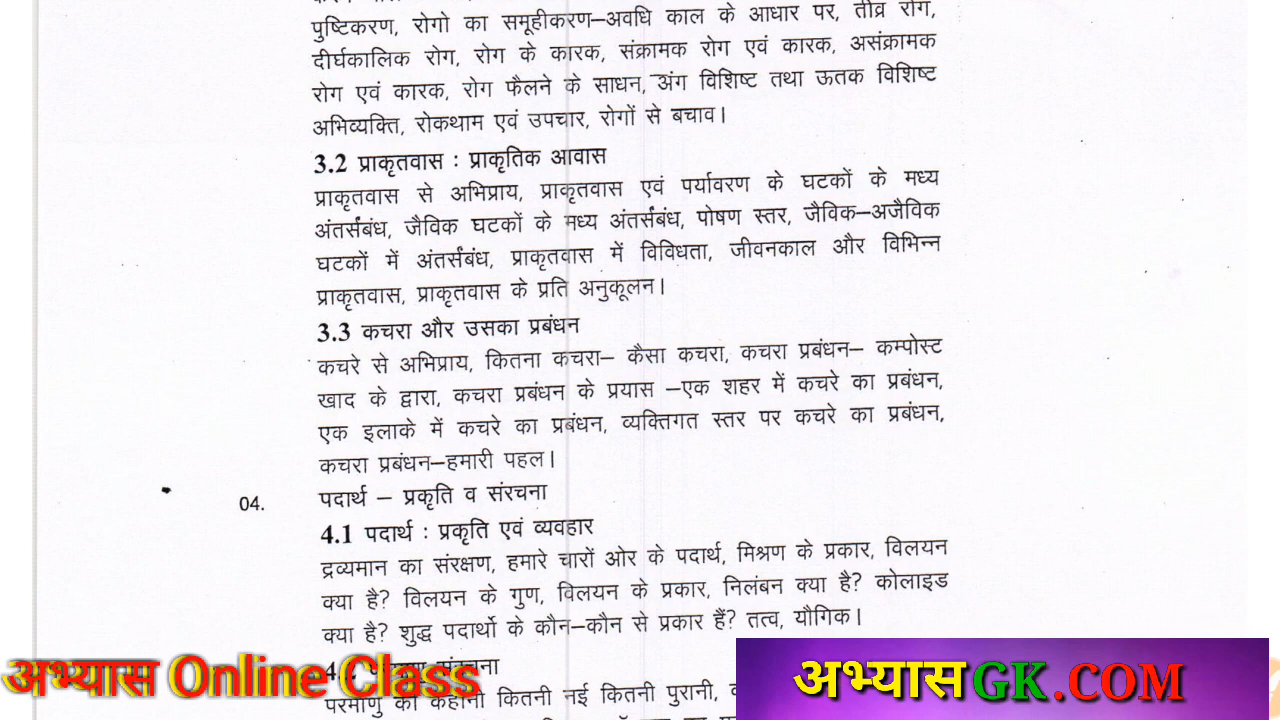 पुष्टिकरण, रोगो का समूहीकरण–अवधि काल के आधार पर, तीव्र रोग,
दीर्घकालिक रोग, रोग के कारक, संक्रामक रोग एवं कारक, असंक्रामक
रोग एवं कारक, रोग फैलने के साधन, अंग विशिष्ट तथा ऊतक विशिष्ट
अभिव्यक्ति, रोकथाम एवं उपचार, रोगों से बचाव।
3.2 प्राकृतवास : प्राकृतिक आवास
प्राकृतवास से अभिप्राय, प्राकृतवास एवं पर्यावरण के घटकों के मध्य
अंतर्संबंध, जैविक घटकों के मध्य अंतर्संबंध, पोषण स्तर, जैविक–अजैविक
घटकों में अंतर्संबंध, प्राकृतवास में विविधता, जीवनकाल और विभिन्न
प्राकृतवास, प्राकृतवास के प्रति अनुकूलन।
3.3 कचरा और उसका प्रबंधन
कचरे से अभिप्राय, कितना कचरा– कैसा कचरा, कचरा प्रबंधन– कम्पोस्ट
खाद के द्वारा, कचरा प्रबंधन के प्रयास –एक शहर में कचरे का प्रबंधन,
एक इलाके में कचरे का प्रबंधन, व्यक्तिगत स्तर पर कचरे का प्रबंधन,
कचरा प्रबंधन–हमारी पहल।
04. पदार्थ – प्रकृति व संरचना
4.1 पदार्थ : प्रकृति एवं व्यवहार
द्रव्यमान का संरक्षण, हमारे चारों ओर के पदार्थ, मिश्रण के प्रकार, विलयन
क्या है? विलयन के गुण, विलयन के प्रकार, निलंबन क्या है? कोलाइड
क्या है? शुद्ध पदार्थो के कौन–कौन से प्रकार हैं? तत्व, यौगिक।
संरचना
परमाणु की कहानी कितनी नई कितनी पुरानी,
अभ्यास Online Class
अभ्यासGK.COM